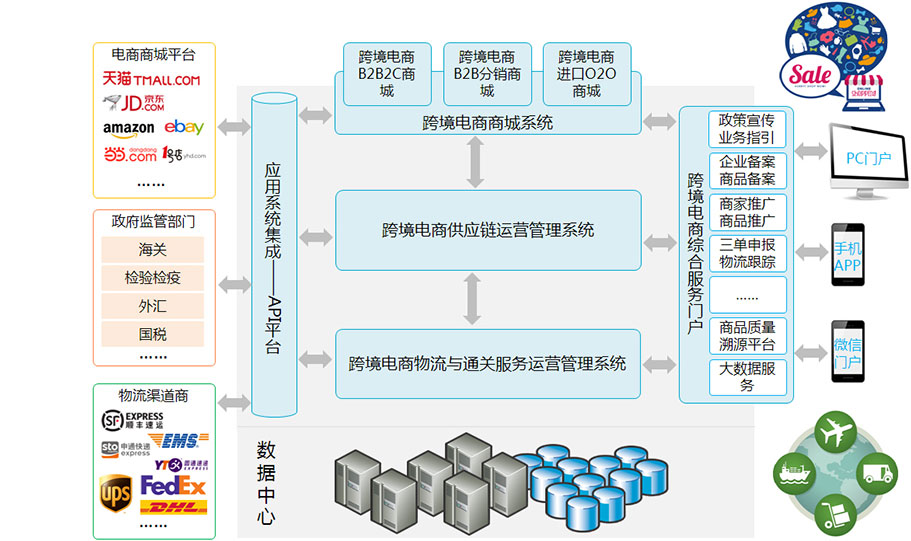 电商商城平台
天猫 TMALL.COM
JD 京东
.COM
amazon
ebay
当当.com
dangdang
1号店 yhd.com
……
政府监管部门
海关
检验检疫
外汇
国税
……
物流渠道商
SF EXPRESS
顺丰速运
sto 申通快递
express
EMS
YTO 圆通速递
EXPRESS
ups
FedEx
DHL
……
应用系统集成——API平台
跨境电商
B2B2C商
城
跨境电商
B2B分销商
城
跨境电商
进口O2O
商城
跨境电商商城系统
跨境电商供应链运营管理系统
跨境电商物流与通关服务运营管理系统
数据中心
跨境电商综合服务门户
政策宣传
业务指引
企业备案
商品备案
商家推广
商品推广
三单申报
物流跟踪
……
商品质量
溯源平台
大数据服
务
Sale
ONLINE
SHOPPING
PC门户
手机
APP
微信
门户